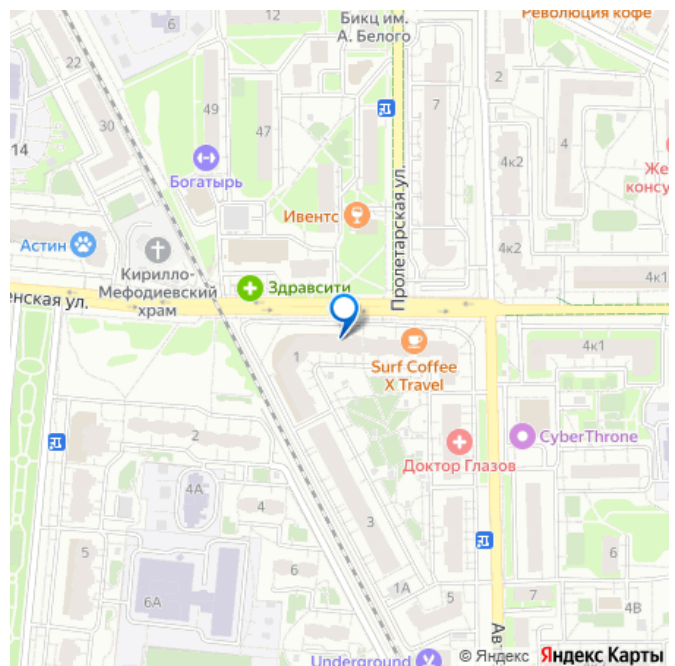 Бикц им.
А. Белого
Революция кофе
12
22
6
2
30
49
47
7
4
14
4к2
Же
консу
Богатырь
Ивентс
Пролетарская ул.
Астин
Кирилло-
Мефодиевский
храм
4к2
4к1
Здравсити
енская ул.
1
Surf Coffee
X Travel
4к1
2
CyberThrone
Доктор Глазов
4А
4
3
5
6
6
6А
1А
5
7
4В
Авт
Underground
© Яндекс Яндекс Карты